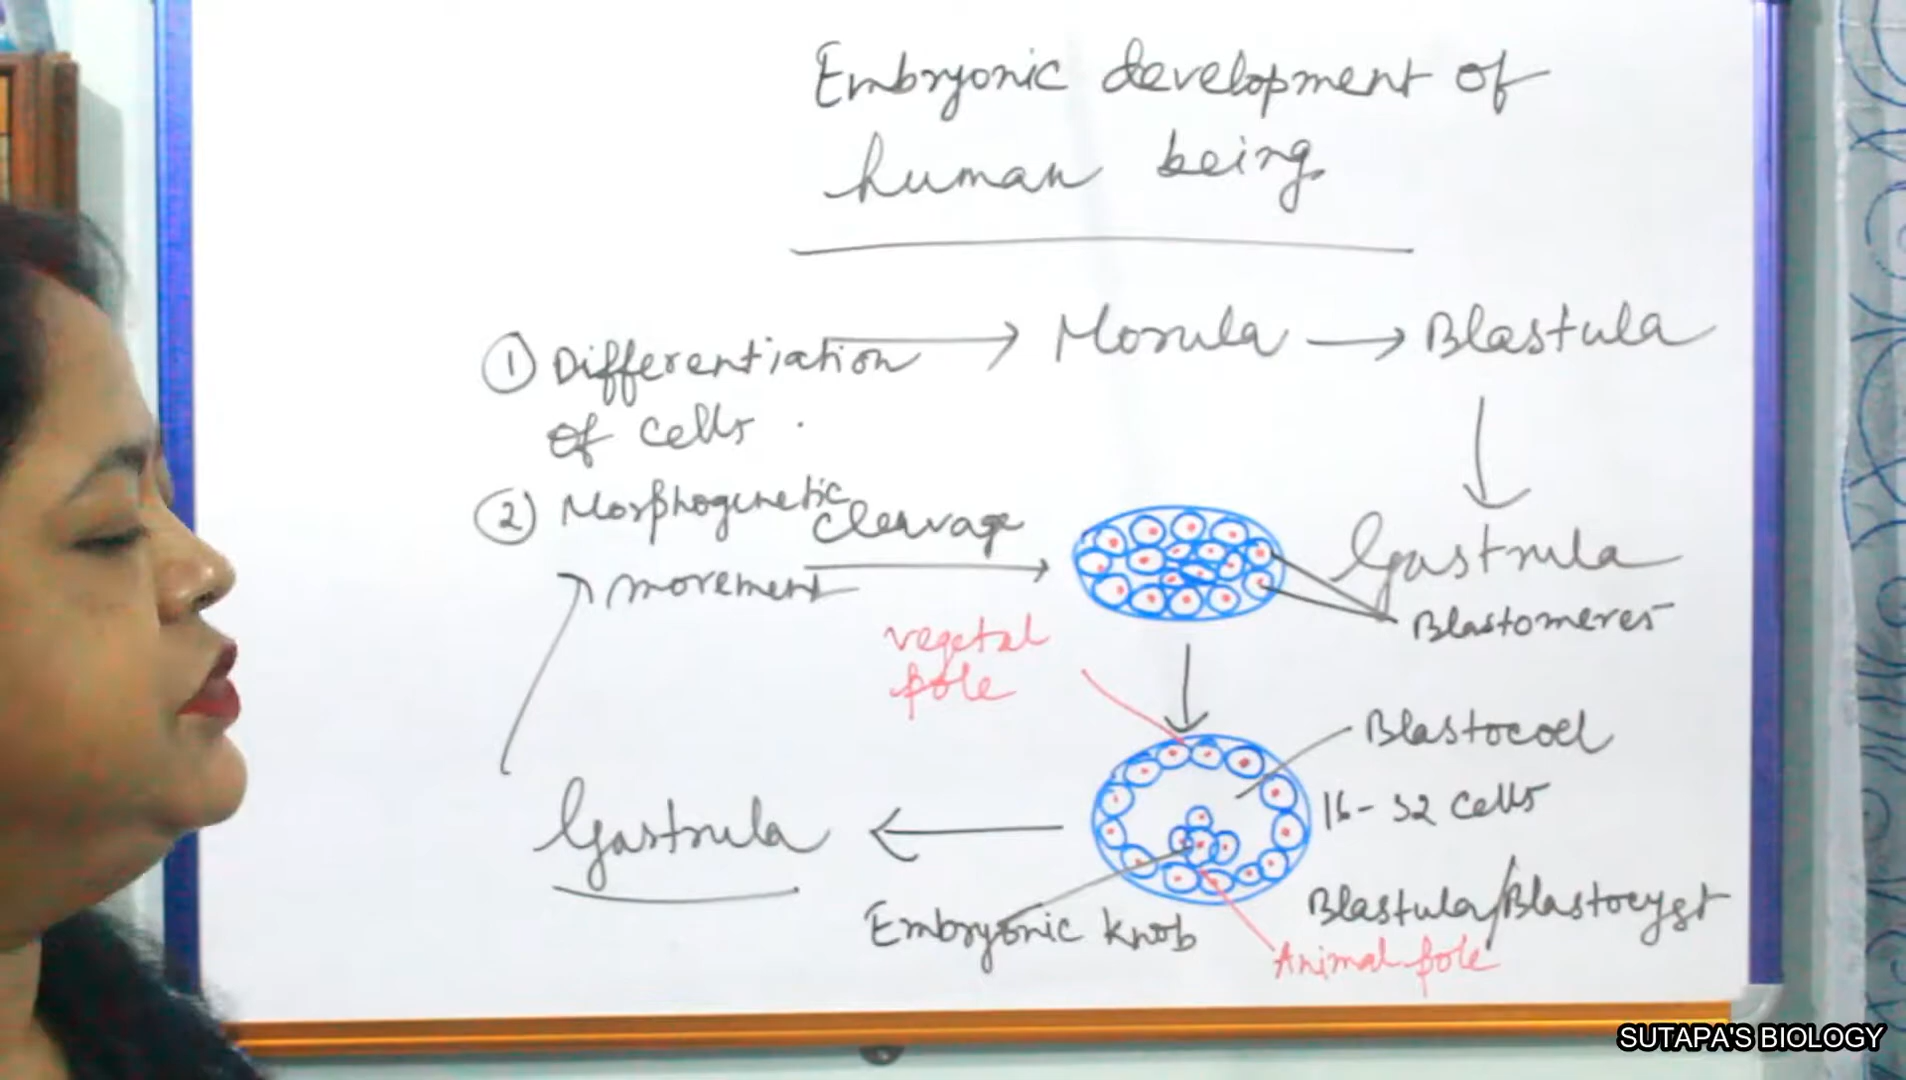 Embryonic development of
human being
① Differentiation → Morula → Blastula
of cells .
② Morphogenetic
movement
Cleavage
Gastrula
Blastomeres
vegetal
pole
Blastocoel
16-32 cells
Gastrula
Blastula/Blastocyst
Embryonic knob
Animal pole
SUTAPA'S BIOLOGY